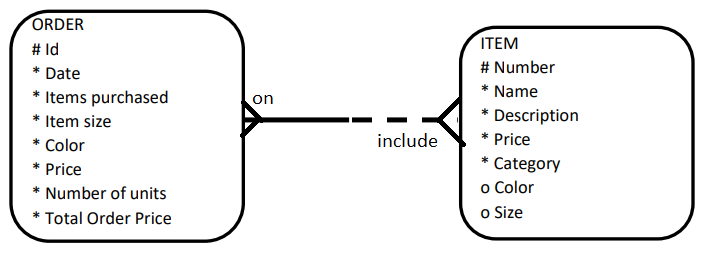 ORDER
# Id
* Date
* Items purchased
* Item size
* Color
* Price
* Number of units
* Total Order Price
on
include
ITEM
# Number
* Name
* Description
* Price
* Category
o Color
o Size